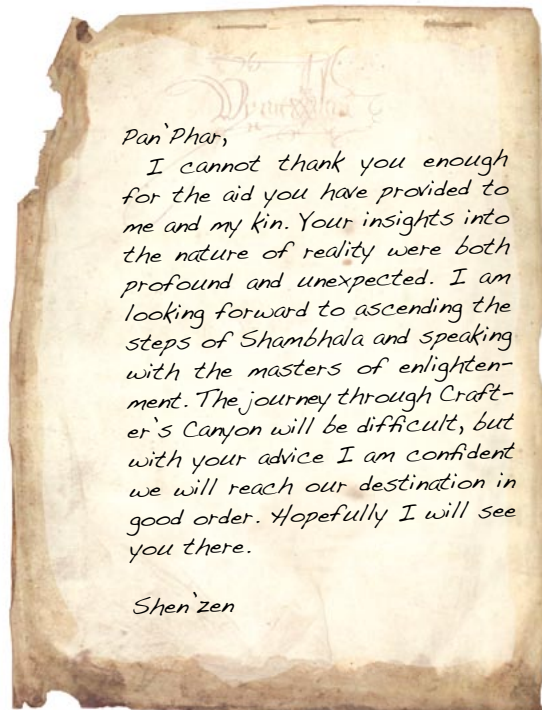 Pan`Phar,
I cannot thank you enough
for the aid you have provided to
me and my kin. Your insights into
the nature of reality were both
profound and unexpected. I am
looking forward to ascending the
steps of Shambhala and speaking
with the masters of enlighten-
ment. The journey through Craft-
er`s Canyon will be difficult, but
with your advice I am confident
we will reach our destination in
good order. Hopefully I will see
you there.
Shen`zen